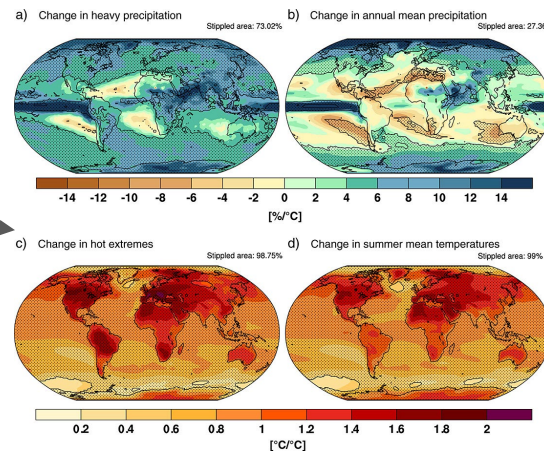 a) Change in heavy precipitation
Stippled area: 73.02%
b) Change in annual mean precipitation
Stippled area: 27.36
-14 -12 -10 -8 -6 -4 -2 0 2 4 6 8 10 12 14
[%/°C]
c) Change in hot extremes
Stippled area: 98.75%
d) Change in summer mean temperatures
Stippled area: 99%
0.2 0.4 0.6 0.8 1 1.2 1.4 1.6 1.8 2
[°C/°C]